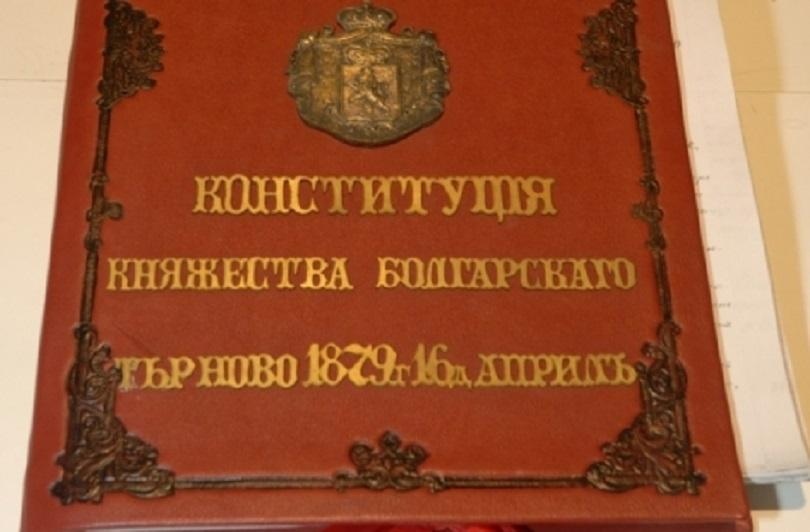 КОНСТИТУЦІЯ
КНЯЖЕСТВА БОЛГАРСКАГО
ТЪРНОВО 1879г. 16д. АПРИЛЪ